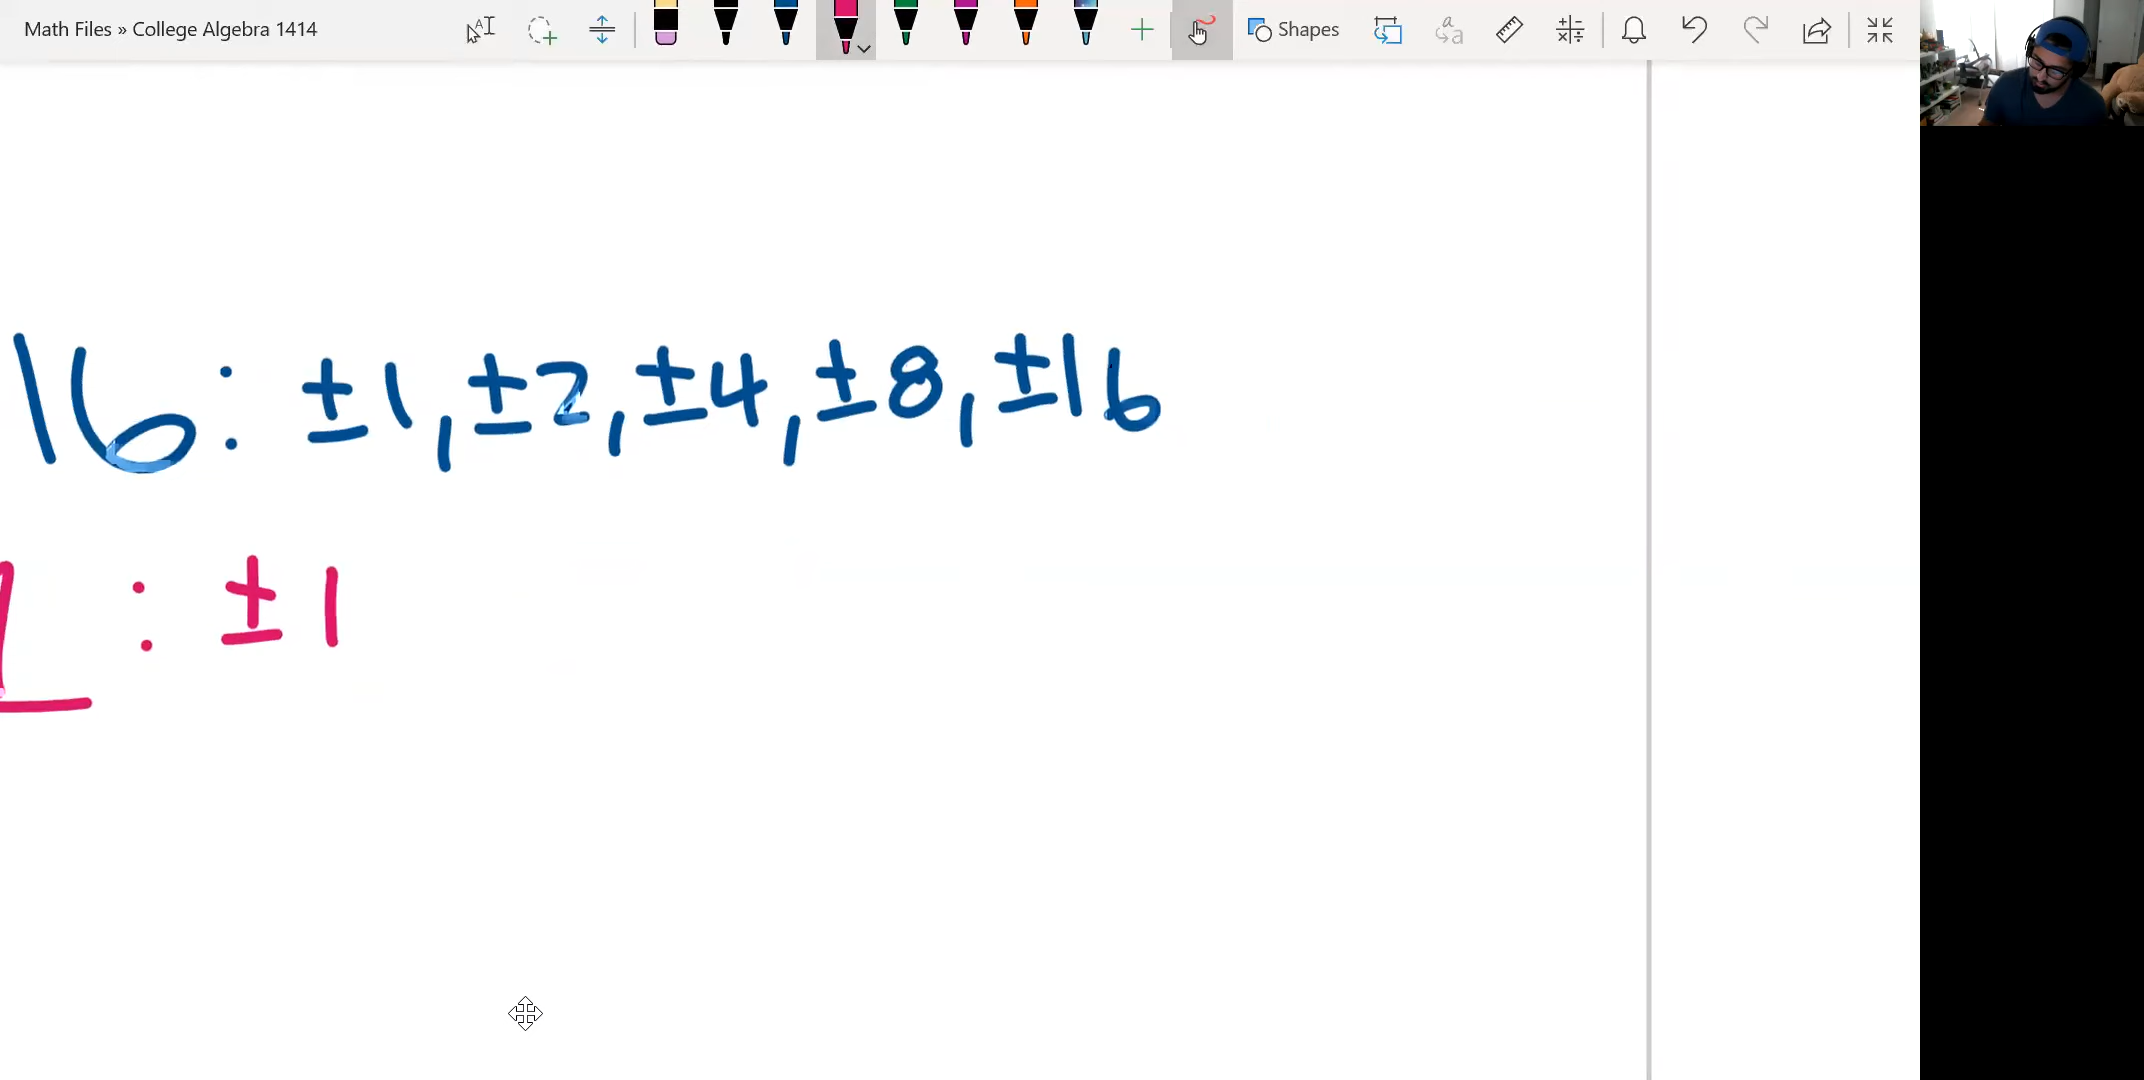 Math Files » College Algebra 1414
Shapes
16: ±1, ±2, ±4, ±8, ±16
1 : ±1